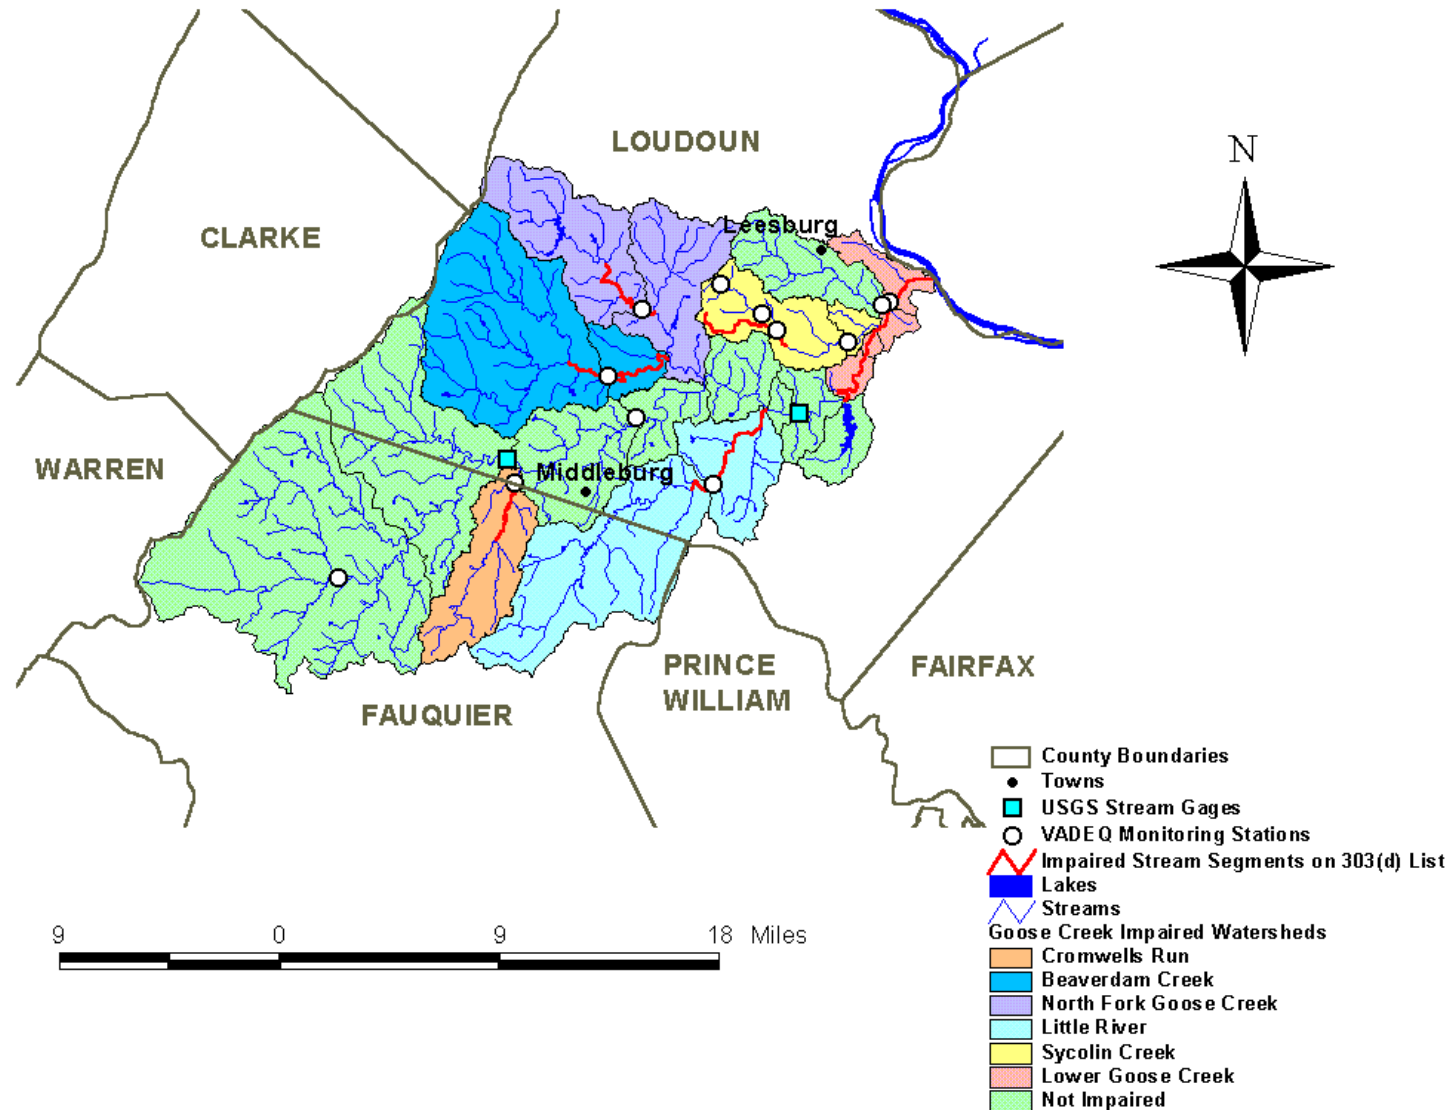 LOUDOUN
N
Leesburg
CLARKE
WARREN
Middleburg
PRINCE
WILLIAM
FAIRFAX
FAUQUIER
County Boundaries
Towns
USGS Stream Gages
VADEQ Monitoring Stations
Impaired Stream Segments on 303(d) List
Lakes
Streams
Goose Creek Impaired Watersheds
Cromwells Run
Beaverdam Creek
North Fork Goose Creek
Little River
Sycolin Creek
Lower Goose Creek
Not Impaired
9 0 9 18 Miles